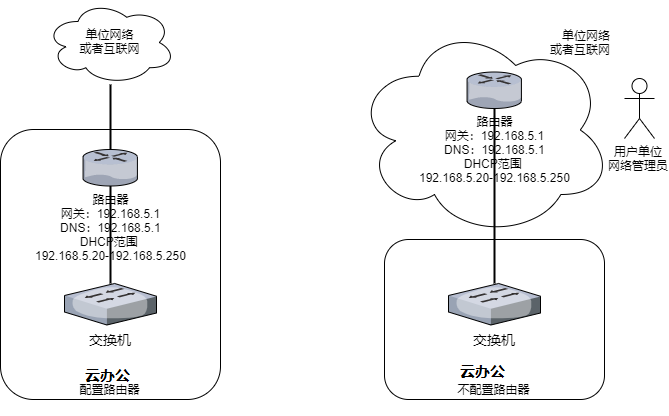 单位网络
或者互联网
路由器
网关：192.168.5.1
DNS：192.168.5.1
DHCP范围
192.168.5.20-192.168.5.250
交换机
云办公
配置路由器
单位网络
或者互联网
路由器
网关：192.168.5.1
DNS：192.168.5.1
DHCP范围
192.168.5.20-192.168.5.250
用户单位
网络管理员
交换机
云办公
不配置路由器